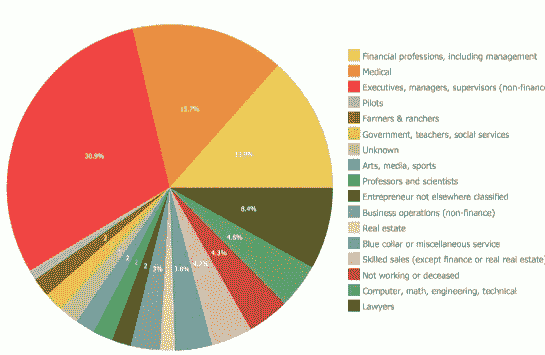 Financial professions, including management
Medical
Executives, managers, supervisors (non-finance
Pilots
Farmers & ranchers
Government, teachers, social services
Unknown
Arts, media, sports
Professors and scientists
Entrepreneur not elsewhere classified
Business operations (non-finance)
Real estate
Blue collar or miscellaneous service
Skilled sales (except finance or real estate)
Not working or deceased
Computer, math, engineering, technical
Lawyers
15.7%
30.9%
8.4%
4.6%
4.3%
4.2%
3.8%
3%
2
2